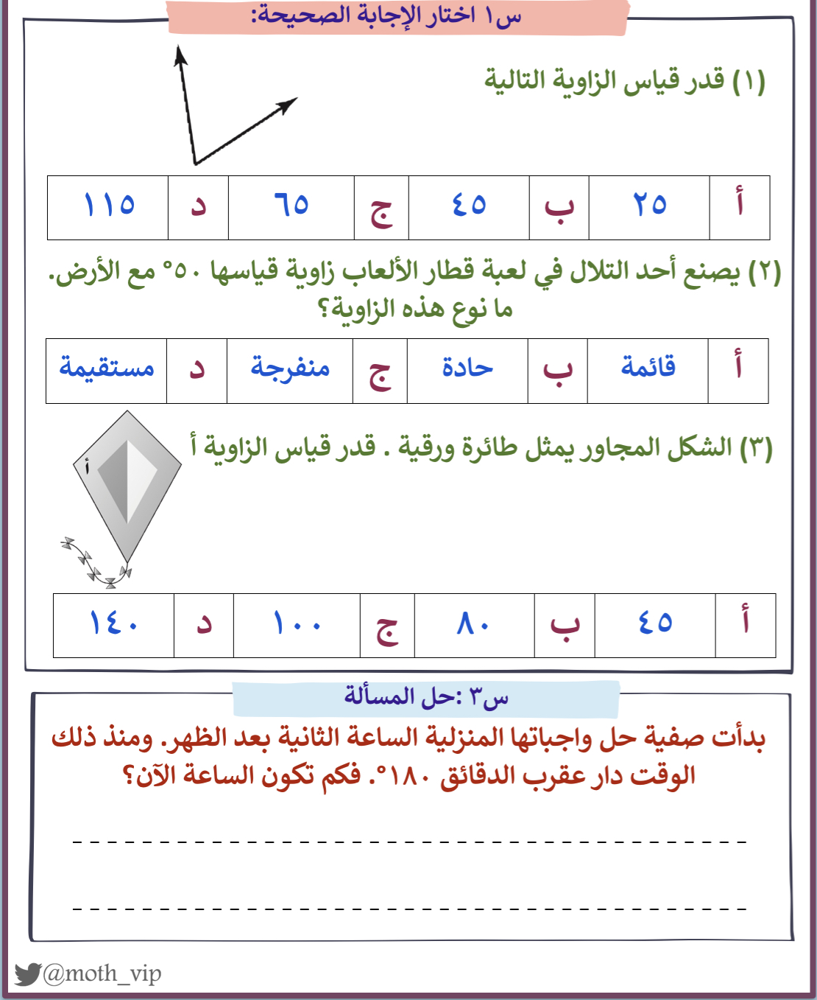 س١ اختار الإجابة الصحيحة:
(١) قدر قياس الزاوية التالية
أ ٢٥ ب ٤٥ ج ٦٥ د ١١٥
(٢) يصنع أحد التلال في لعبة قطار الألعاب زاوية قياسها ٥٠° مع الأرض.
ما نوع هذه الزاوية؟
أ قائمة ب حادة ج منفرجة د مستقيمة
(٣) الشكل المجاور يمثل طائرة ورقية . قدر قياس الزاوية أ
أ
أ ٤٥ ب ٨٠ ج ١٠٠ د ١٤٠
س٣ :حل المسألة
بدأت صفية حل واجباتها المنزلية الساعة الثانية بعد الظهر. ومنذ ذلك
الوقت دار عقرب الدقائق ١٨٠°. فكم تكون الساعة الآن؟
@moth_vip